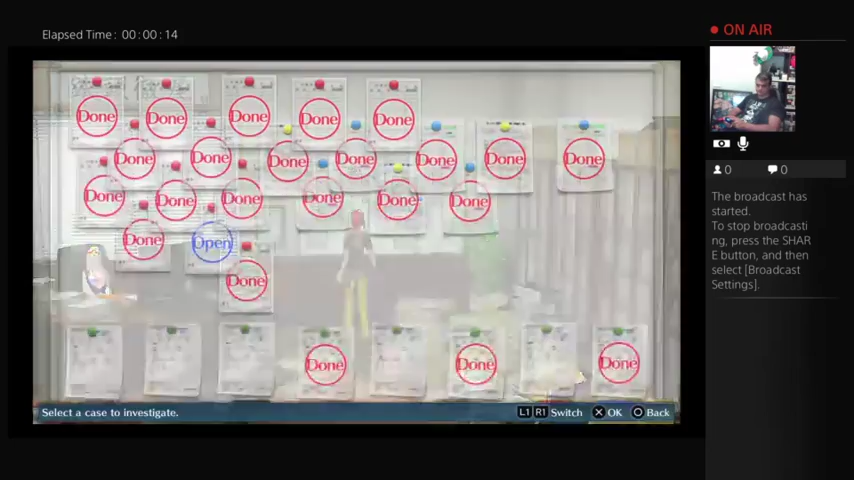 Elapsed Time: 00:00:14
ON AIR
Done Done Done Done Done
Done Done Done Done Done Done Done
Done Done Done Done Done Done
Done Open
Done
Done Done Done
Select a case to investigate.
L1 R1 Switch OK Back
0 0
The broadcast has
started.
To stop broadcasti
ng, press the SHAR
E button, and then
select [Broadcast
Settings].